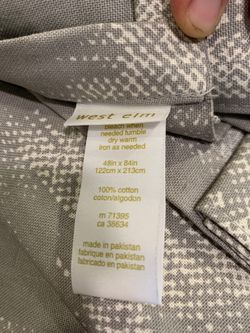 west elm
bleach when
needed tumble
dry warm
iron as needed
48in x 84in
122cm x 213cm
100% cotton
coton/algodon
m 71395
ca 38634
made in pakistan
fabrique en pakistan
fabricado en pakistan